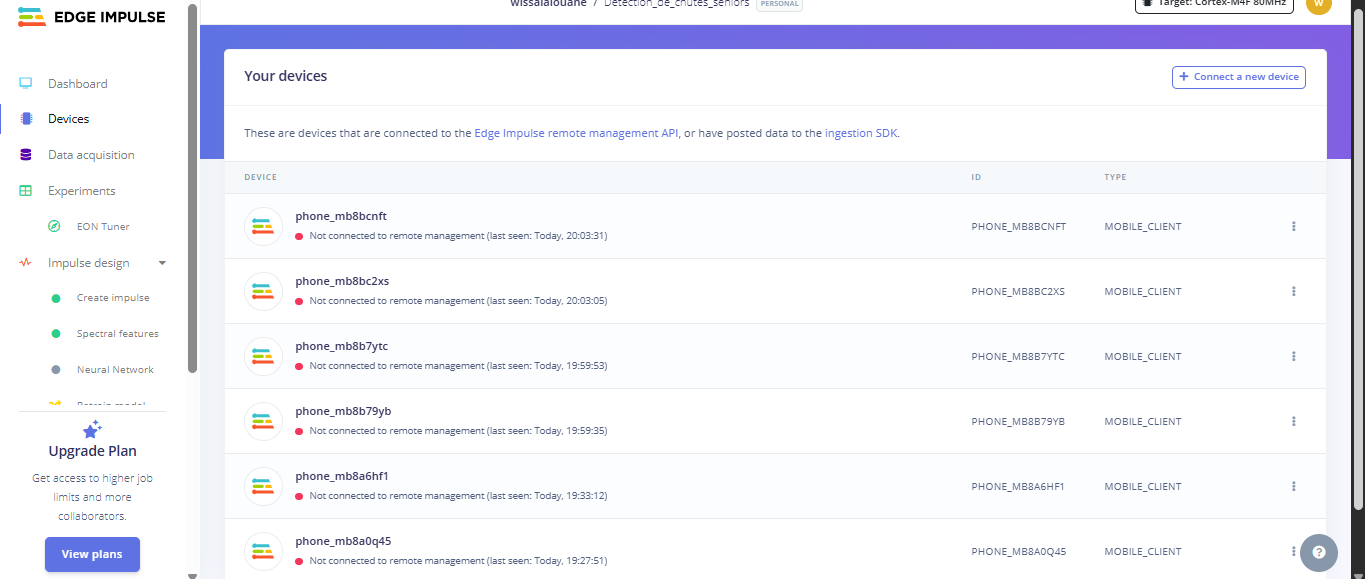 EDGE IMPULSE
wissalalouane / Detection_de_chutes_seniors PERSONAL
Target: Cortex-M4F 80MHz
W
Dashboard
Devices
Data acquisition
Experiments
EON Tuner
Impulse design
Create impulse
Spectral features
Neural Network
Retrain model
Upgrade Plan
Get access to higher job
limits and more
collaborators.
View plans
Your devices
+ Connect a new device
These are devices that are connected to the Edge Impulse remote management API, or have posted data to the ingestion SDK.
DEVICE ID TYPE
phone_mb8bcnft
Not connected to remote management (last seen: Today, 20:03:31)
PHONE_MB8BCNFT MOBILE_CLIENT
phone_mb8bc2xs
Not connected to remote management (last seen: Today, 20:03:05)
PHONE_MB8BC2XS MOBILE_CLIENT
phone_mb8b7ytc
Not connected to remote management (last seen: Today, 19:59:53)
PHONE_MB8B7YTC MOBILE_CLIENT
phone_mb8b79yb
Not connected to remote management (last seen: Today, 19:59:35)
PHONE_MB8B79YB MOBILE_CLIENT
phone_mb8a6hf1
Not connected to remote management (last seen: Today, 19:33:12)
PHONE_MB8A6HF1 MOBILE_CLIENT
phone_mb8a0q45
Not connected to remote management (last seen: Today, 19:27:51)
PHONE_MB8A0Q45 MOBILE_CLIENT
?